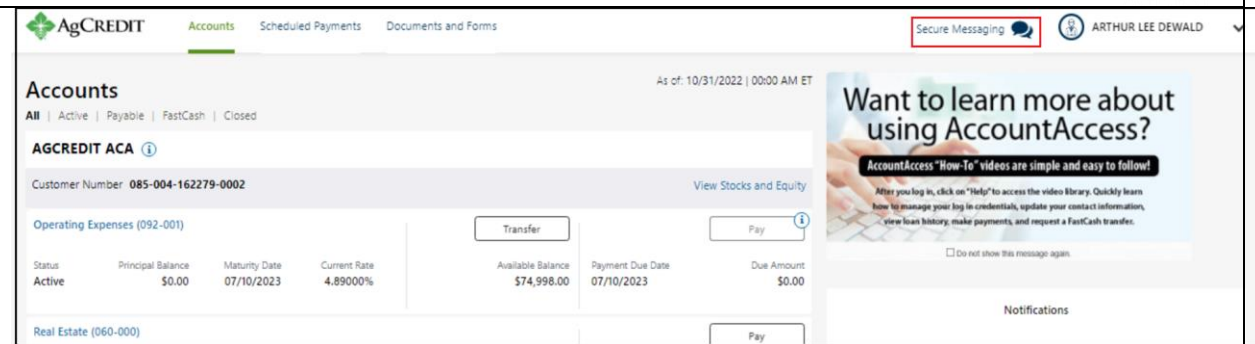 AgCREDIT
Accounts Scheduled Payments Documents and Forms
Secure Messaging ARTHUR LEE DEWALD
Accounts
As of: 10/31/2022 | 00:00 AM ET
All | Active | Payable | FastCash | Closed
AGCREDIT ACA
Customer Number 085-004-162279-0002 View Stocks and Equity
Operating Expenses (092-001) Transfer Pay
Status Principal Balance Maturity Date Current Rate Available Balance Payment Due Date Due Amount
Active $0.00 07/10/2023 4.89000% $74,998.00 07/10/2023 $0.00
Real Estate (060-000) Pay
Want to learn more about
using AccountAccess?
AccountAccess "How-To" videos are simple and easy to follow!
After you log in, click on "Help" to access the video library. Quickly learn
how to manage your log in credentials, update your contact information,
view loan history, make payments, and request a FastCash transfer.
Do not show this message again.
Notifications